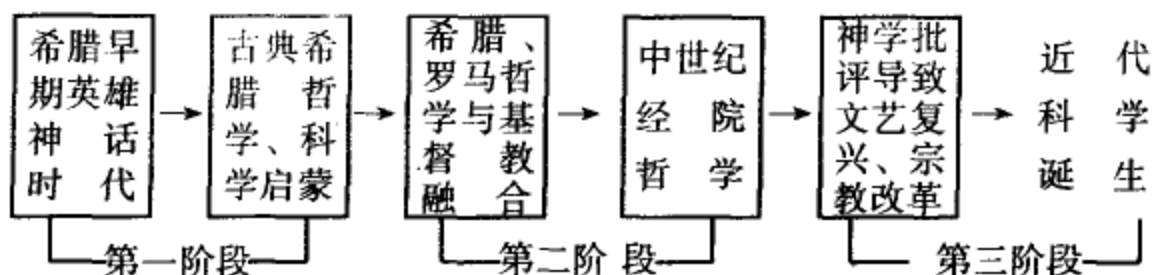 希腊早
期英雄
神话
时代
古典希
腊哲
学、科
学启蒙
希腊、
罗马哲
学与基
督教
融合
中世纪
经院
哲学
神学批
评导致
文艺复
兴、宗
教改革
近代
科学
诞生
第一阶段
第二阶段
第三阶段